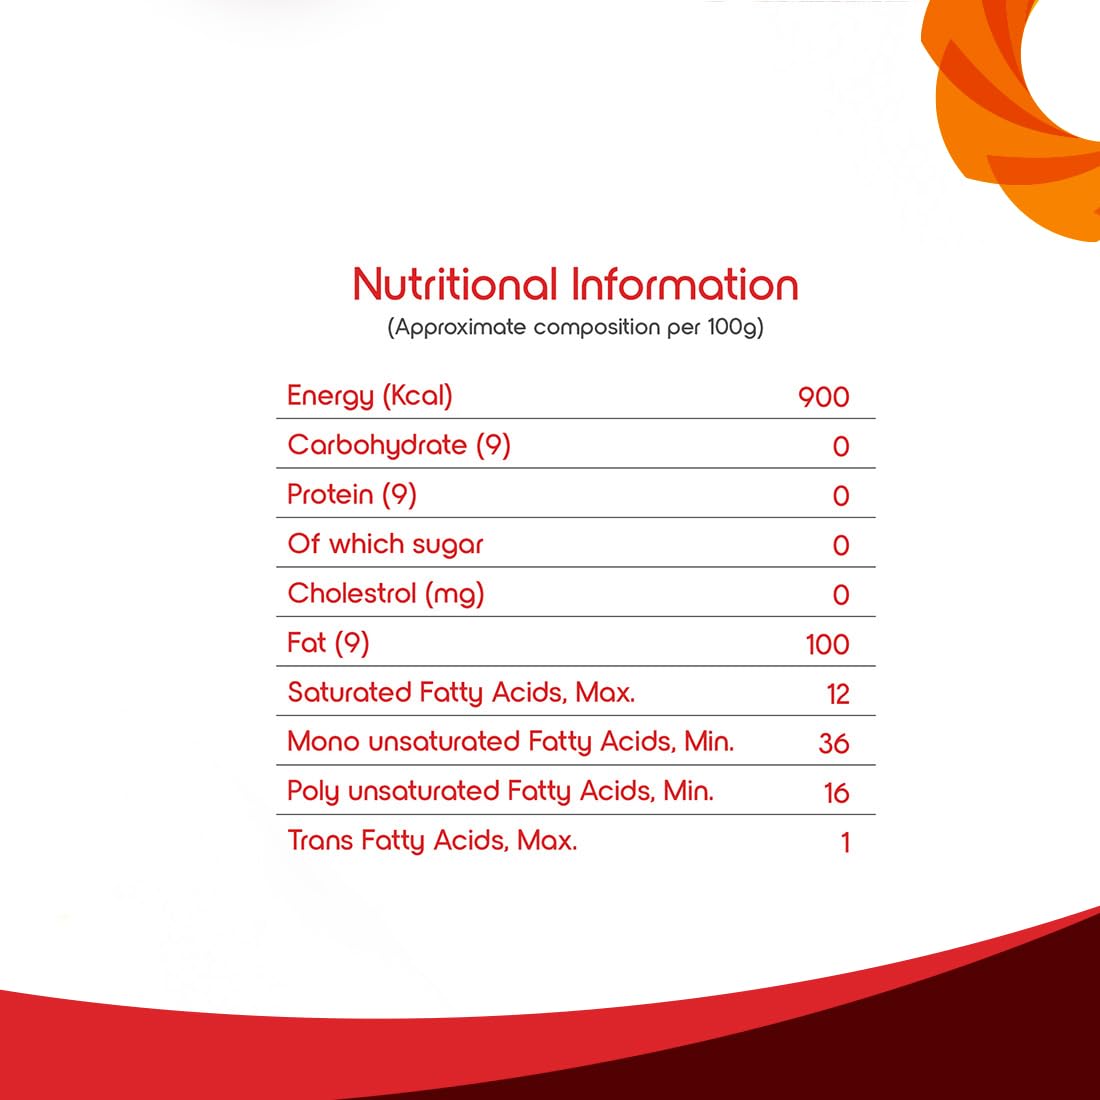 Nutritional Information
(Approximate composition per 100g)
Energy (Kcal) 900
Carbohydrate (9) 0
Protein (9) 0
Of which sugar 0
Cholestrol (mg) 0
Fat (9) 100
Saturated Fatty Acids, Max. 12
Mono unsaturated Fatty Acids, Min. 36
Poly unsaturated Fatty Acids, Min. 16
Trans Fatty Acids, Max. 1